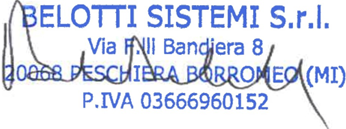 BELOTTI SISTEMI S.r.l.
Via F.lli Bandiera 8
20068 PESCHIERA BORROMEO (MI)
P.IVA 03666960152